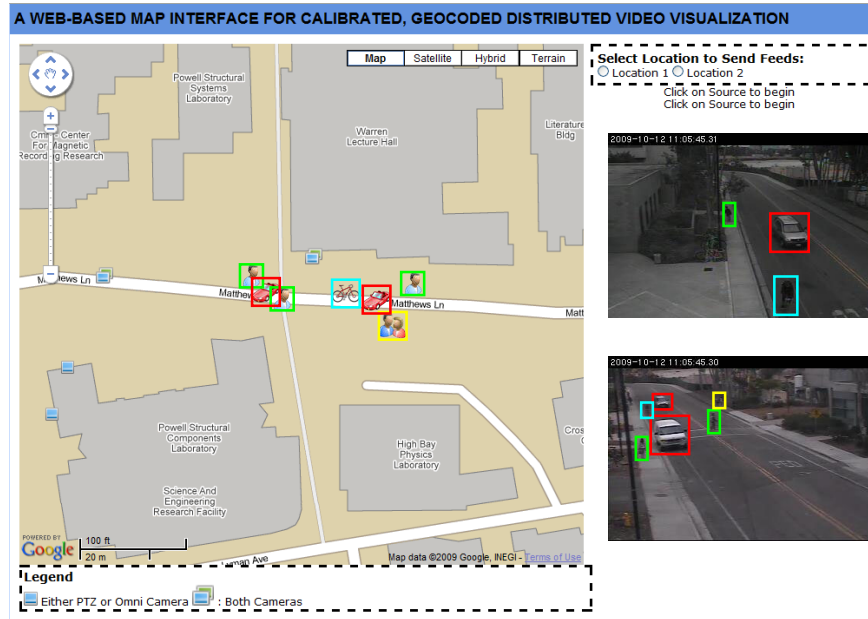 A WEB-BASED MAP INTERFACE FOR CALIBRATED, GEOCODED DISTRIBUTED VIDEO VISUALIZATION
Map Satellite Hybrid Terrain
Select Location to Send Feeds:
Location 1 Location 2
Click on Source to begin
Click on Source to begin
Powell Structural
Systems
Laboratory
Center
For Magnetic
Recording Research
Warren
Lecture Hall
Literature
Bldg
2009-10-12 11:05:45.31
Matthews Ln
Matthews Ln
Matt
2009-10-12 11:05:45.30
Powell Structural
Components
Laboratory
High Bay
Physics
Laboratory
Cros
Science And
Engineering
Research Facility
POWERED BY
Google
100 ft
20 m
Lyman Ave
Map data ©2009 Google, INEGI - Terms of Use
Legend
Either PTZ or Omni Camera : Both Cameras